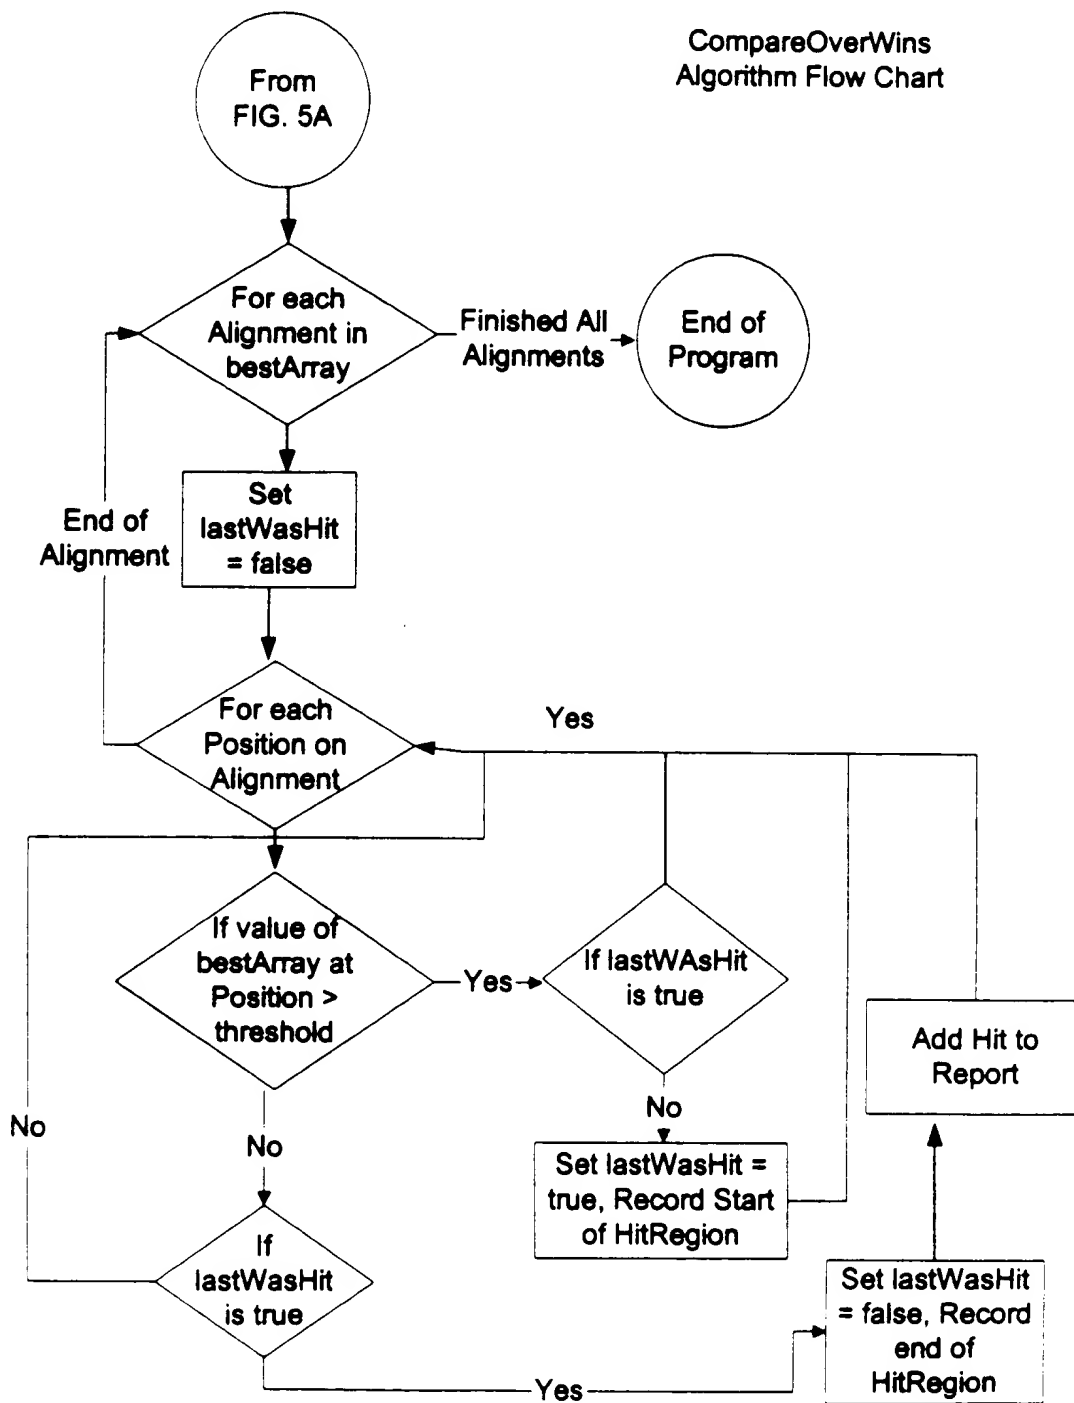 CompareOverWins
Algorithm Flow Chart
From
FIG. 5A
For each
Alignment in
bestArray
Finished All
Alignments
End of
Program
Set
lastWasHit
= false
End of
Alignment
For each
Position on
Alignment
Yes
If value of
bestArray at
Position >
threshold
Yes
If lastWAsHit
is true
Add Hit to
Report
No
No
No
Set lastWasHit =
true, Record Start
of HitRegion
If
lastWasHit
is true
Set lastWasHit
= false, Record
end of
HitRegion
Yes